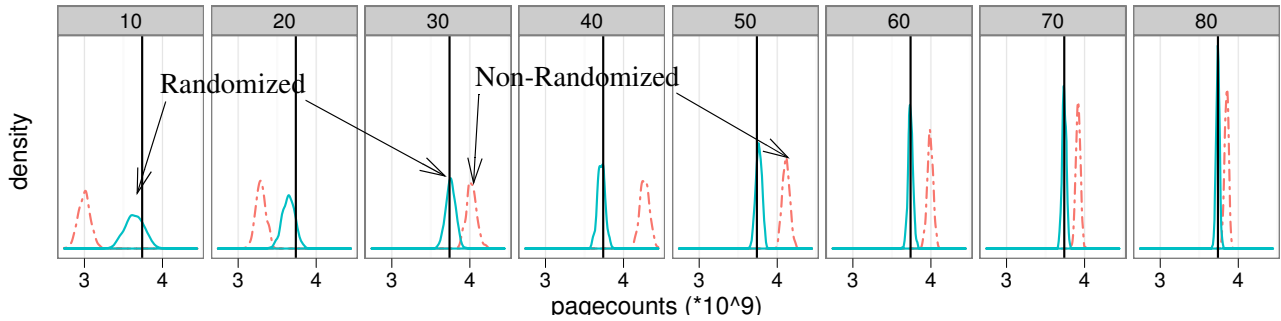 10 20 30 40 50 60 70 80
Randomized Non-Randomized
density
3 4 3 4 3 4 3 4 3 4 3 4 3 4 3 4
pagecounts (*10^9)